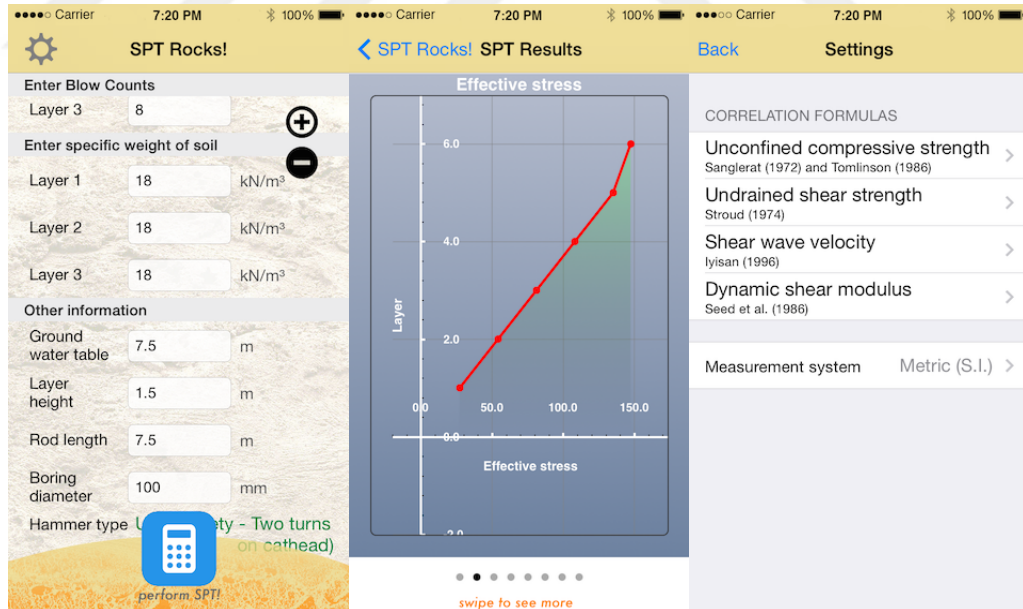 Carrier 7:20 PM 100%
SPT Rocks!
Enter Blow Counts
Layer 3 8
Enter specific weight of soil
Layer 1 18 kN/m³
Layer 2 18 kN/m³
Layer 3 18 kN/m³
Other information
Ground
water table 7.5 m
Layer
height 1.5 m
Rod length 7.5 m
Boring
diameter 100 mm
Hammer type - Two turns
on cathead)
perform SPT!
Carrier 7:20 PM 100%
SPT Rocks! SPT Results
Effective stress
6.0
4.0
Layer
2.0
0.0 50.0 100.0 150.0
0.0
Effective stress
swipe to see more
Carrier 7:20 PM 100%
Back Settings
CORRELATION FORMULAS
Unconfined compressive strength
Sanglerat (1972) and Tomlinson (1986)
Undrained shear strength
Stroud (1974)
Shear wave velocity
Iyisan (1996)
Dynamic shear modulus
Seed et al. (1986)
Measurement system Metric (S.I.)